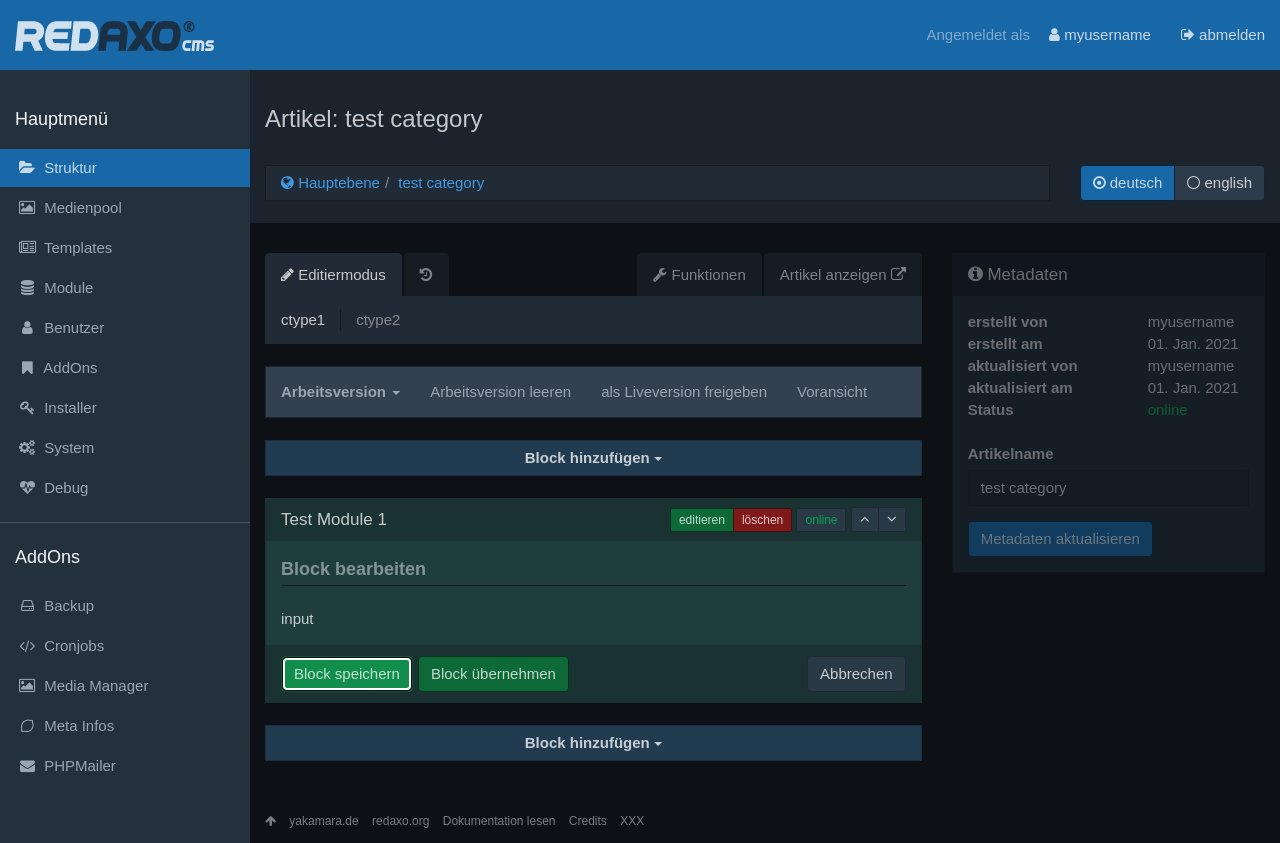 REDAXO® cms
Angemeldet als myusername abmelden
Hauptmenü
Struktur
Medienpool
Templates
Module
Benutzer
AddOns
Installer
System
Debug
AddOns
Backup
Cronjobs
Media Manager
Meta Infos
PHPMailer
Artikel: test category
Hauptebene / test category
deutsch english
Editiermodus Funktionen Artikel anzeigen
ctype1 ctype2
Arbeitsversion Arbeitsversion leeren als Liveversion freigeben Voransicht
Block hinzufügen
Test Module 1 editieren löschen online
Block bearbeiten
input
Block speichern Block übernehmen Abbrechen
Block hinzufügen
Metadaten
erstellt von myusername
erstellt am 01. Jan. 2021
aktualisiert von myusername
aktualisiert am 01. Jan. 2021
Status online
Artikelname
test category
Metadaten aktualisieren
yakamara.de redaxo.org Dokumentation lesen Credits XXX